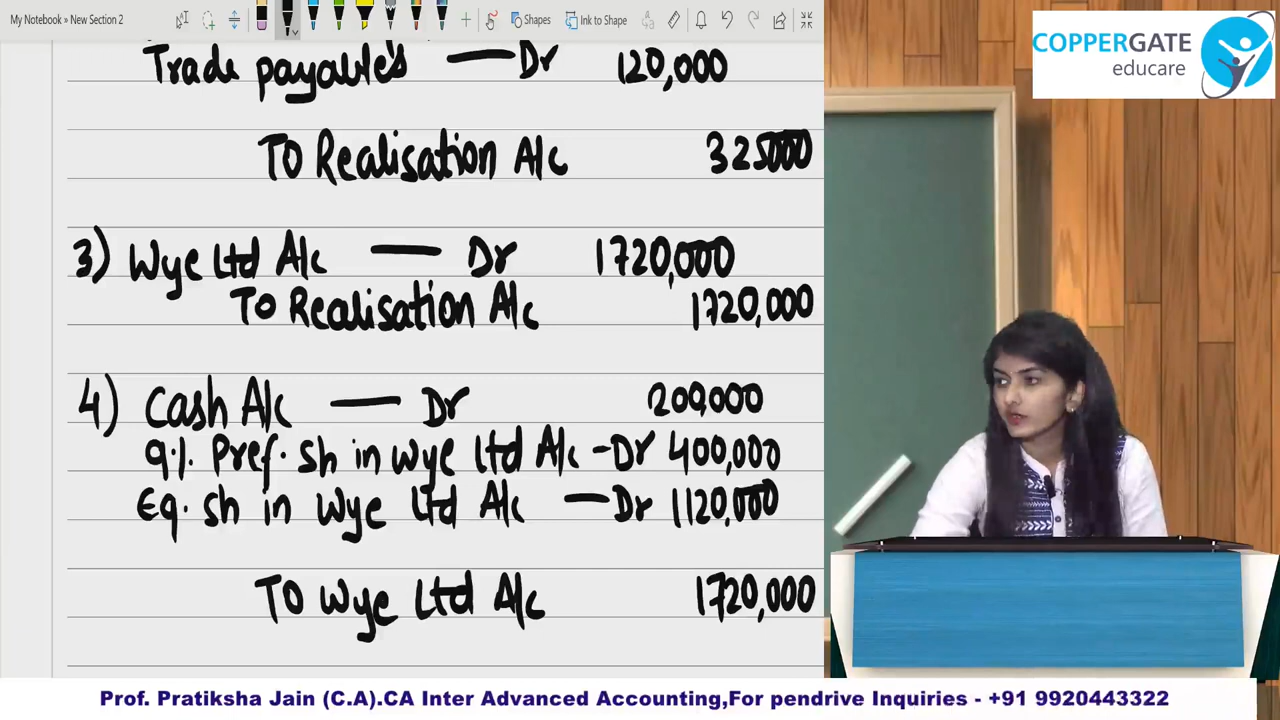 My Notebook » New Section 2
Shapes
Ink to Shape
COPPERGATE
educare
Trade payables — Dr 120,000
To Realisation A/c 325000
3) Wye Ltd A/c — Dr 1720,000
To Realisation A/c 1720,000
4) Cash A/c — Dr 200,000
9%. Pref. sh in Wye Ltd A/c - Dr 400,000
Eq. sh in Wye Ltd A/c — Dr 1120,000
To Wye Ltd A/c 1720,000
Prof. Pratiksha Jain (C.A).CA Inter Advanced Accounting,For pendrive Inquiries - +91 9920443322